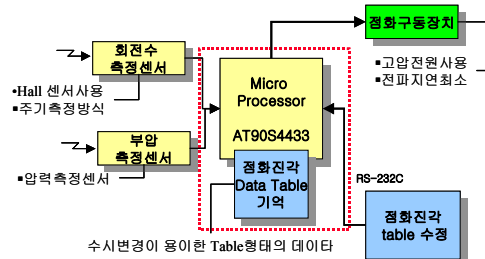 회전수
측정센서
•Hall 센서사용
▪주기측정방식
부압
측정센서
▪압력측정센서
Micro
Processor
AT90S4433
점화진각
Data Table
기억
점화구동장치
▪고압전원사용
▪전파지연최소
RS-232C
점화진각
table 수정
수시변경이 용이한 Table형태의 데이타